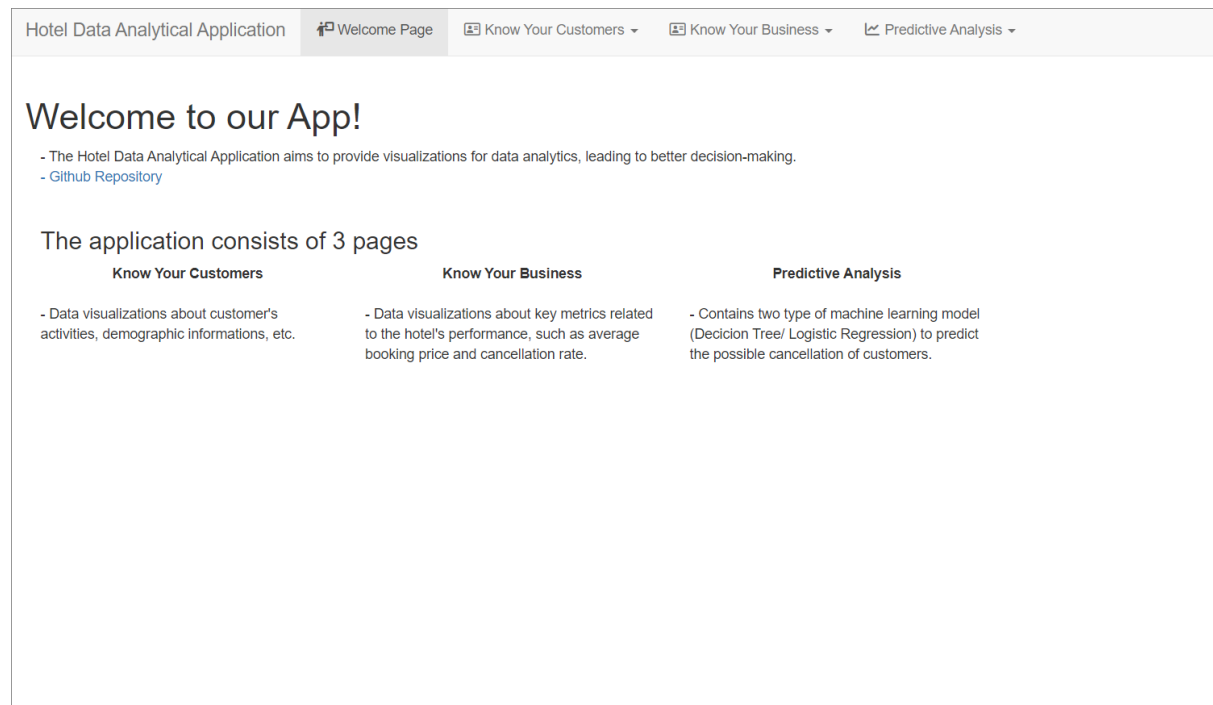 Hotel Data Analytical Application Welcome Page Know Your Customers Know Your Business Predictive Analysis
Welcome to our App!
- The Hotel Data Analytical Application aims to provide visualizations for data analytics, leading to better decision-making.
- Github Repository
The application consists of 3 pages
Know Your Customers
- Data visualizations about customer's
activities, demographic informations, etc.
Know Your Business
- Data visualizations about key metrics related
to the hotel's performance, such as average
booking price and cancellation rate.
Predictive Analysis
- Contains two type of machine learning model
(Decicion Tree/ Logistic Regression) to predict
the possible cancellation of customers.